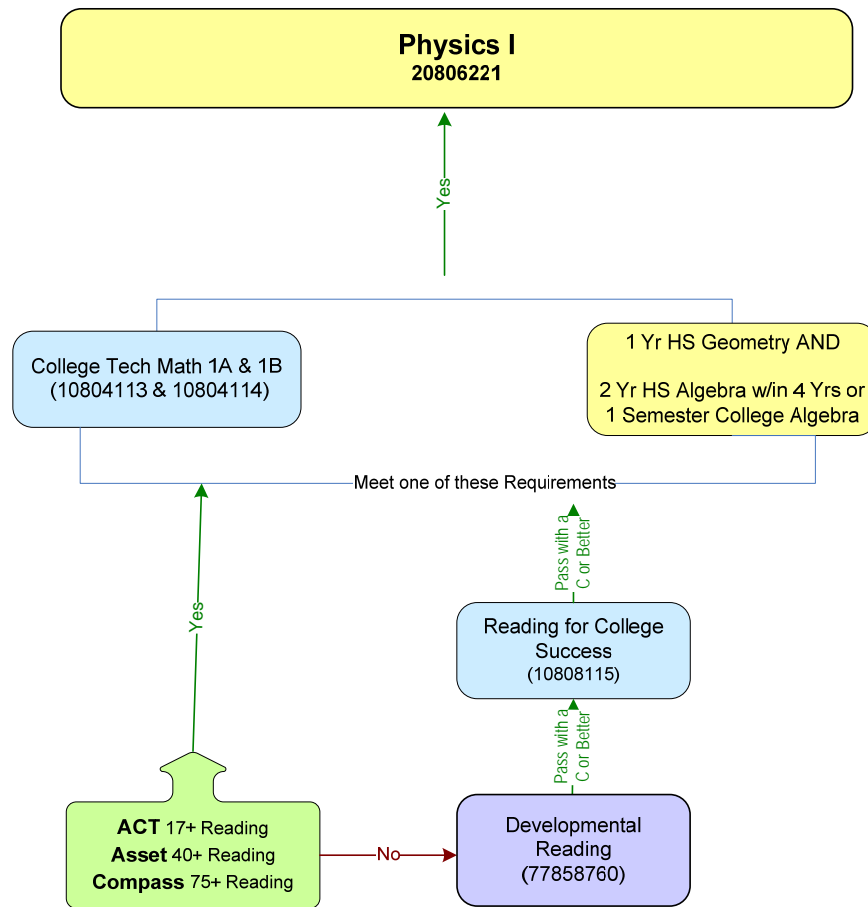 Physics I
20806221
Yes
College Tech Math 1A & 1B
(10804113 & 10804114)
1 Yr HS Geometry AND
2 Yr HS Algebra w/in 4 Yrs or
1 Semester College Algebra
Meet one of these Requirements
Yes
Pass with a
C or Better
Reading for College
Success
(10808115)
Pass with a
C or Better
ACT 17+ Reading
Asset 40+ Reading
Compass 75+ Reading
No
Developmental
Reading
(77858760)